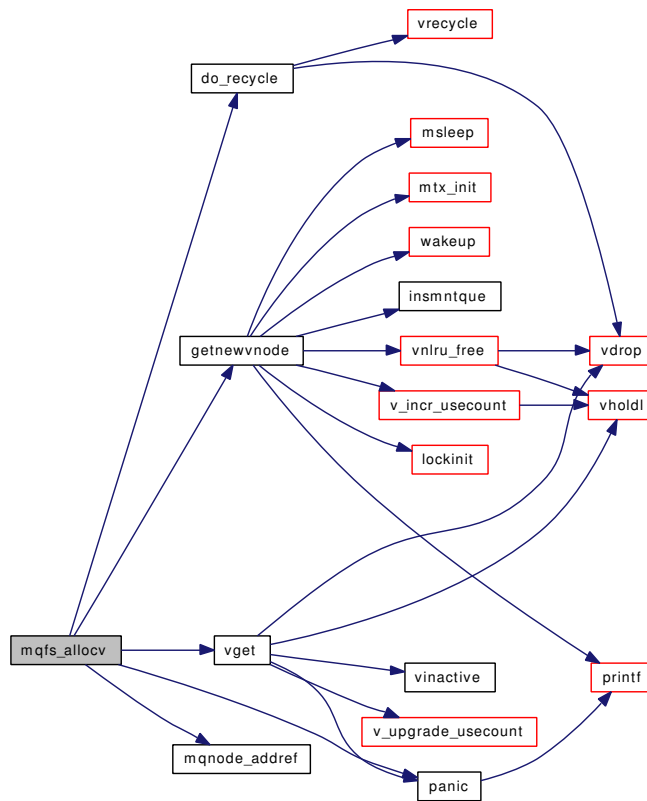 vrecycle
do_recycle
msleep
mtx_init
wakeup
insmntque
getnewvnode
vnlru_free
vdrop
v_incr_usecount
vholdl
lockinit
mqfs_allocv
vget
vinactive
printf
v_upgrade_usecount
mqnode_addref
panic